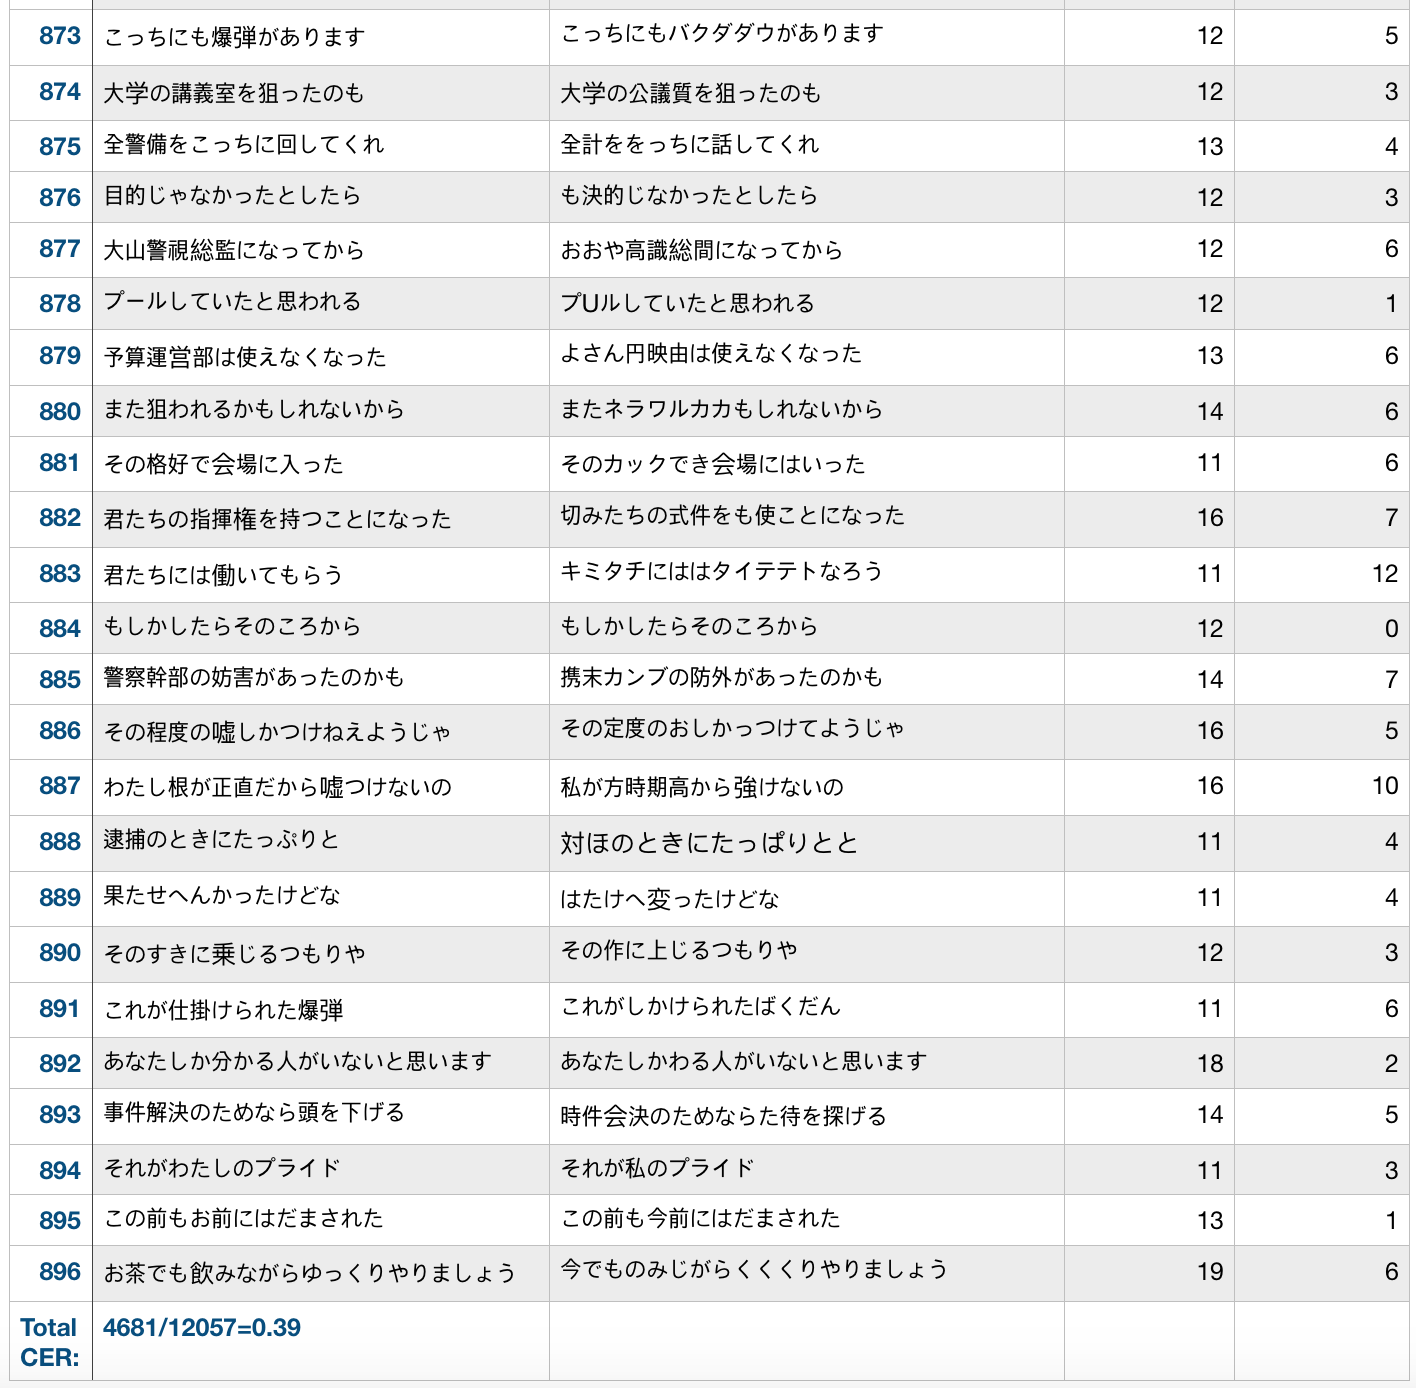 873 こっちにも爆弾があります こっちにもバクダダウがあります 12 5
874 大学の講義室を狙ったのも 大学の公議質を狙ったのも 12 3
875 全警備をこっちに回してくれ 全計ををっちに話してくれ 13 4
876 目的じゃなかったとしたら も決的じなかったとしたら 12 3
877 大山警視総監になってから おおや高識総間になってから 12 6
878 プールしていたと思われる プUルしていたと思われる 12 1
879 予算運営部は使えなくなった よさん円映由は使えなくなった 13 6
880 また狙われるかもしれないから またネラワルカカもしれないから 14 6
881 その格好で会場に入った そのカックでき会場にはいった 11 6
882 君たちの指揮権を持つことになった 切みたちの式件をも使ことになった 16 7
883 君たちには働いてもらう キミタチにははタイテテトなろう 11 12
884 もしかしたらそのころから もしかしたらそのころから 12 0
885 警察幹部の妨害があったのかも 携末カンブの防外があったのかも 14 7
886 その程度の嘘しかつけねえようじゃ その定度のおしかっつけてようじゃ 16 5
887 わたし根が正直だから嘘つけないの 私が方時期高から強けないの 16 10
888 逮捕のときにたっぷりと 対ほのときにたっぱりとと 11 4
889 果たせへんかったけどな はたけへ変ったけどな 11 4
890 そのすきに乗じるつもりや その作に上じるつもりや 12 3
891 これが仕掛けられた爆弾 これがしかけられたばくだん 11 6
892 あなたしか分かる人がいないと思います あなたしかわる人がいないと思います 18 2
893 事件解決のためなら頭を下げる 時件会決のためならた待を探げる 14 5
894 それがわたしのプライド それが私のプライド 11 3
895 この前もお前にはだまされた この前も今前にはだまされた 13 1
896 お茶でも飲みながらゆっくりやりましょう 今でものみじがらくくくりやりましょう 19 6
Total 4681/12057=0.39
CER: